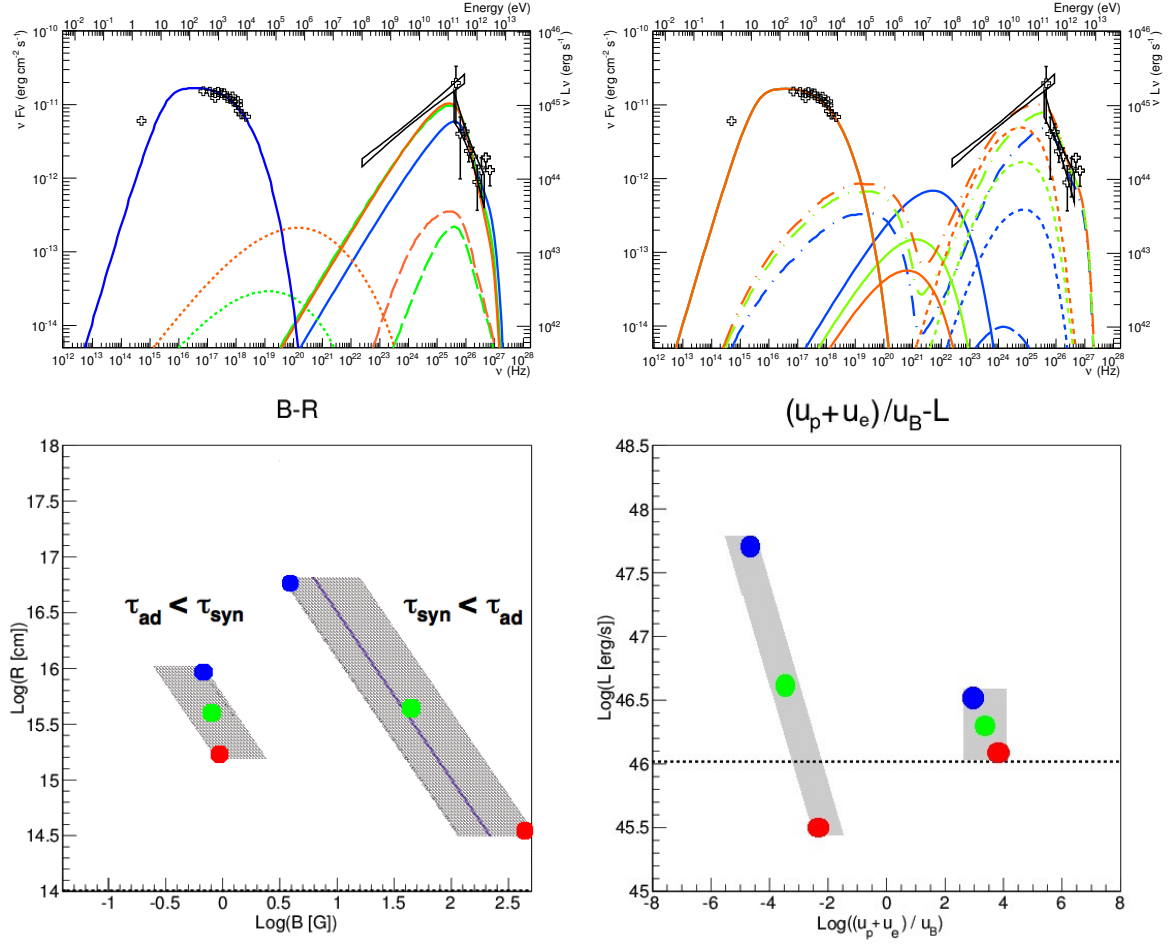 Energy (eV)
10⁻² 10⁻¹ 1 10 10² 10³ 10⁴ 10⁵ 10⁶ 10⁷ 10⁸ 10⁹ 10¹⁰ 10¹¹ 10¹² 10¹³
ν Fν (erg cm⁻² s⁻¹)
10⁻¹⁰
10⁻¹¹
10⁻¹²
10⁻¹³
10⁻¹⁴
ν Lν (erg s⁻¹)
10⁴⁶
10⁴⁵
10⁴⁴
10⁴³
10⁴²
10¹² 10¹³ 10¹⁴ 10¹⁵ 10¹⁶ 10¹⁷ 10¹⁸ 10¹⁹ 10²⁰ 10²¹ 10²² 10²³ 10²⁴ 10²⁵ 10²⁶ 10²⁷ 10²⁸
ν (Hz)
Energy (eV)
10⁻² 10⁻¹ 1 10 10² 10³ 10⁴ 10⁵ 10⁶ 10⁷ 10⁸ 10⁹ 10¹⁰ 10¹¹ 10¹² 10¹³
ν Fν (erg cm⁻² s⁻¹)
10⁻¹⁰
10⁻¹¹
10⁻¹²
10⁻¹³
10⁻¹⁴
ν Lν (erg s⁻¹)
10⁴⁶
10⁴⁵
10⁴⁴
10⁴³
10⁴²
10¹² 10¹³ 10¹⁴ 10¹⁵ 10¹⁶ 10¹⁷ 10¹⁸ 10¹⁹ 10²⁰ 10²¹ 10²² 10²³ 10²⁴ 10²⁵ 10²⁶ 10²⁷ 10²⁸
ν (Hz)
B-R
Log(R [cm])
18
17.5
17
16.5
16
15.5
15
14.5
14
τad < τsyn
τsyn < τad
-1 -0.5 0 0.5 1 1.5 2 2.5
Log(B [G])
(up+ue)/uB-L
Log(L [erg/s])
48.5
48
47.5
47
46.5
46
45.5
45
-8 -6 -4 -2 0 2 4 6 8
Log((up+ue) / uB)